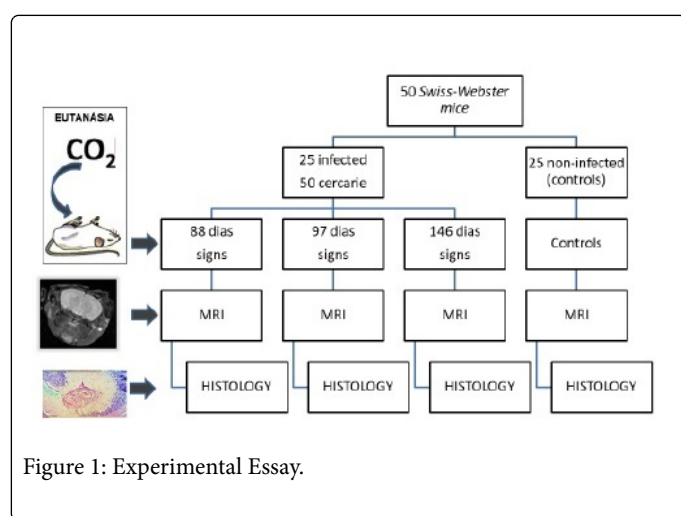 50 Swiss-Webster
mice
EUTANÁSIA
CO2
25 infected
50 cercarie
25 non-infected
(controls)
88 dias
signs
97 dias
signs
146 dias
signs
Controls
MRI
MRI
MRI
MRI
HISTOLOGY
HISTOLOGY
HISTOLOGY
HISTOLOGY
Figure 1: Experimental Essay.